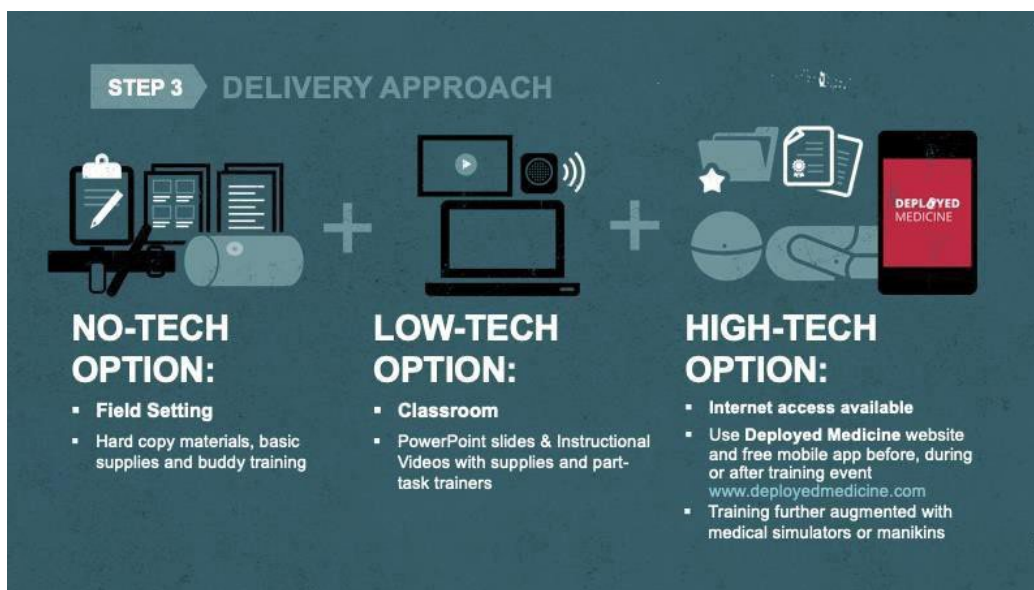 STEP 3 DELIVERY APPROACH
DEPLOYED
MEDICINE
NO-TECH
OPTION:
▪ Field Setting
▪ Hard copy materials, basic
supplies and buddy training
LOW-TECH
OPTION:
▪ Classroom
▪ PowerPoint slides & Instructional
Videos with supplies and part-
task trainers
HIGH-TECH
OPTION:
▪ Internet access available
▪ Use Deployed Medicine website
and free mobile app before, during
or after training event
www.deployedmedicine.com
▪ Training further augmented with
medical simulators or manikins